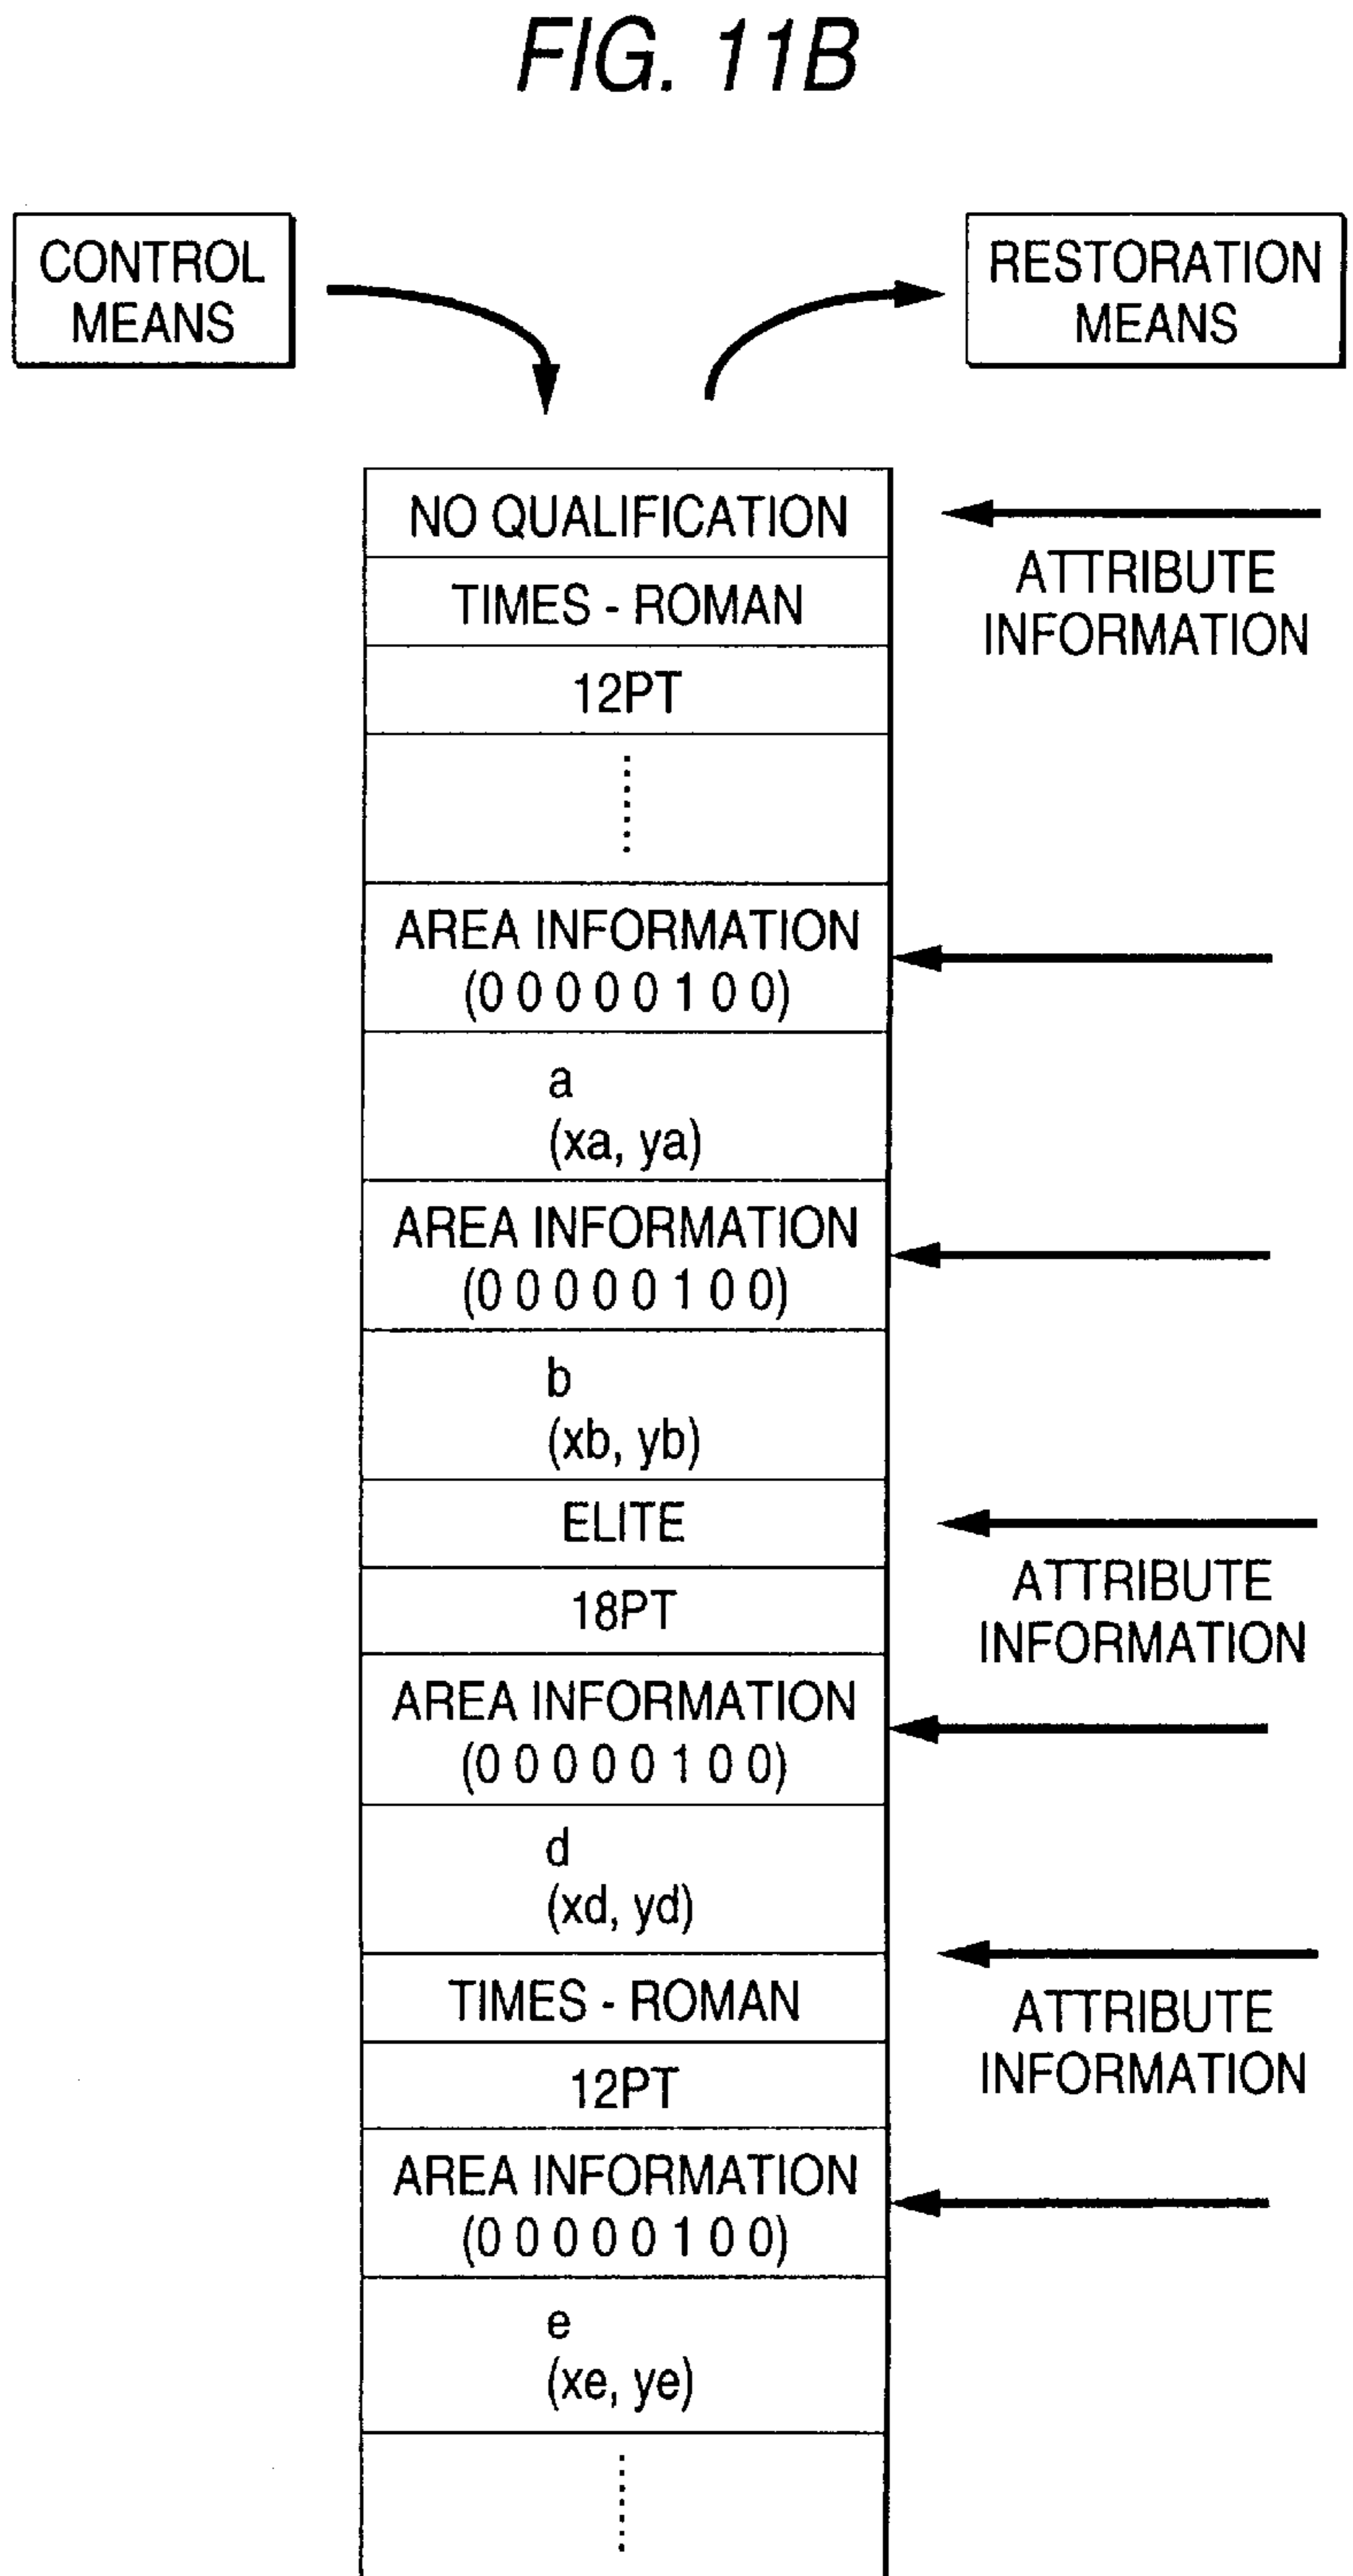 FIG. 11B
CONTROL
MEANS
RESTORATION
MEANS
NO QUALIFICATION
ATTRIBUTE
INFORMATION
TIMES - ROMAN
12PT
AREA INFORMATION
(0 0 0 0 0 1 0 0)
a
(xa, ya)
AREA INFORMATION
(0 0 0 0 0 1 0 0)
b
(xb, yb)
ELITE
ATTRIBUTE
INFORMATION
18PT
AREA INFORMATION
(0 0 0 0 0 1 0 0)
d
(xd, yd)
TIMES - ROMAN
ATTRIBUTE
INFORMATION
12PT
AREA INFORMATION
(0 0 0 0 0 1 0 0)
e
(xe, ye)